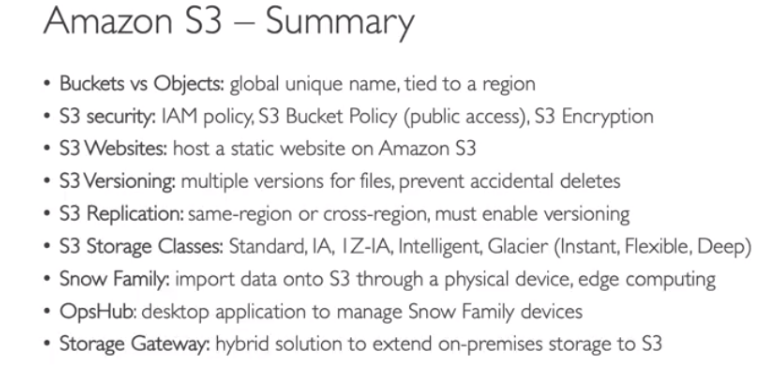 Amazon S3 – Summary
• Buckets vs Objects: global unique name, tied to a region
• S3 security: IAM policy, S3 Bucket Policy (public access), S3 Encryption
• S3 Websites: host a static website on Amazon S3
• S3 Versioning: multiple versions for files, prevent accidental deletes
• S3 Replication: same-region or cross-region, must enable versioning
• S3 Storage Classes: Standard, IA, 1Z-IA, Intelligent, Glacier (Instant, Flexible, Deep)
• Snow Family: import data onto S3 through a physical device, edge computing
• OpsHub: desktop application to manage Snow Family devices
• Storage Gateway: hybrid solution to extend on-premises storage to S3